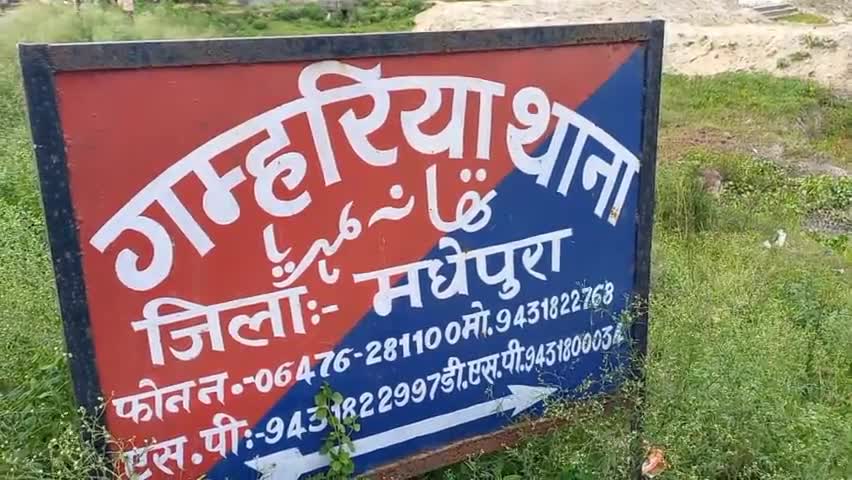 गम्हरिया थाना
تھانہ گمہریا
जिलाँ:- मधेपुरा
फोन न.-06476-281100 मो.9431822768
एस.पी:-9431822997 डी.एस.पी.9431800034